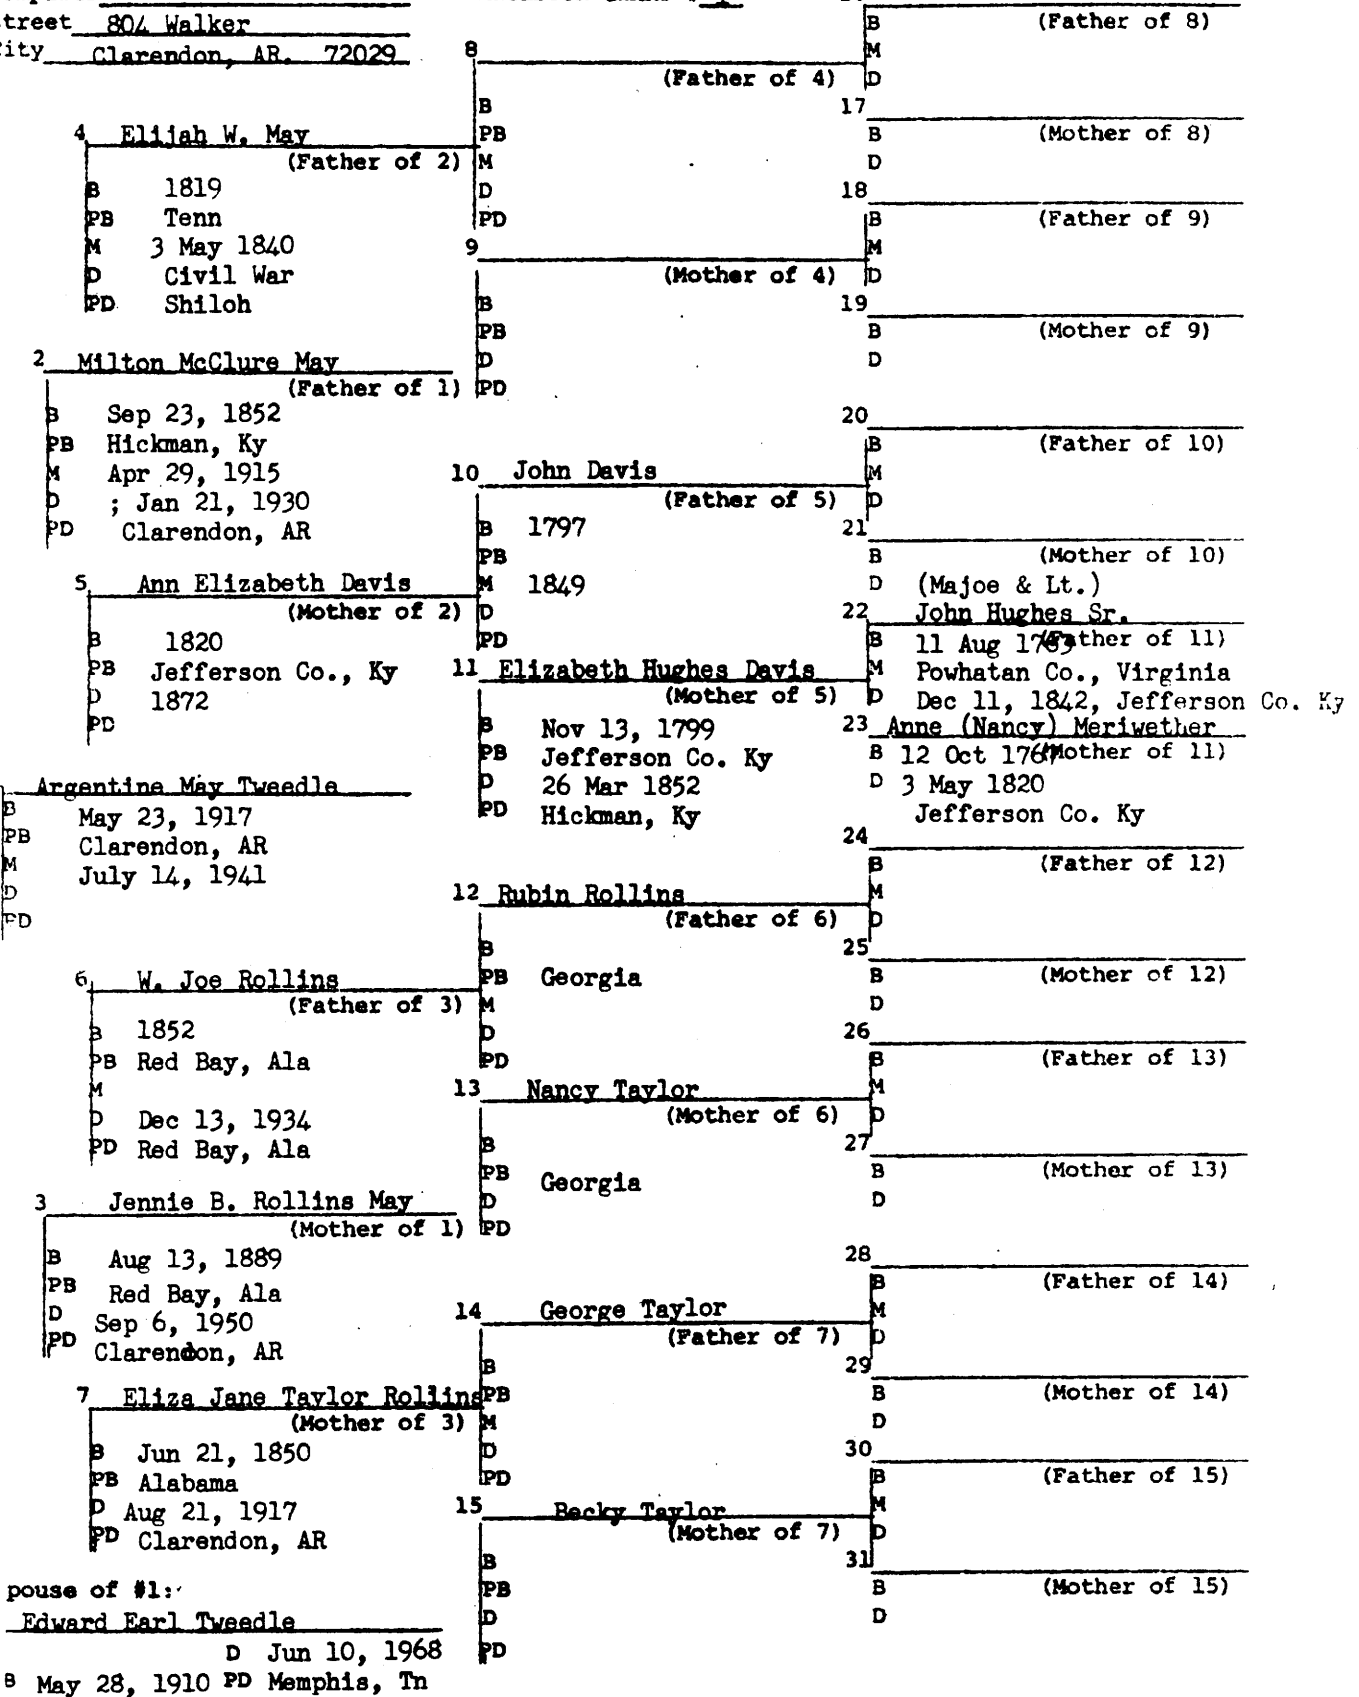 treet 804 Walker
ity Clarendon, AR. 72029
4 Elijah W. May
(Father of 2)
B 1819
PB Tenn
M 3 May 1840
D Civil War
PD Shiloh
2 Milton McClure May
(Father of 1)
B Sep 23, 1852
PB Hickman, Ky
M Apr 29, 1915
D ; Jan 21, 1930
PD Clarendon, AR
5 Ann Elizabeth Davis
(Mother of 2)
B 1820
PB Jefferson Co., Ky
D 1872
PD
Argentine May Tweedle
B May 23, 1917
PB Clarendon, AR
M July 14, 1941
D
PD
6 W. Joe Rollins
(Father of 3)
B 1852
PB Red Bay, Ala
M
D Dec 13, 1934
PD Red Bay, Ala
3 Jennie B. Rollins May
(Mother of 1)
B Aug 13, 1889
PB Red Bay, Ala
D Sep 6, 1950
PD Clarendon, AR
7 Eliza Jane Taylor Rollins
(Mother of 3)
B Jun 21, 1850
PB Alabama
D Aug 21, 1917
PD Clarendon, AR
pouse of #1:
Edward Earl Tweedle
D Jun 10, 1968
B May 28, 1910 PD Memphis, Tn
8
(Father of 4)
B
PB
M
D
PD
9
(Mother of 4)
B
PB
D
PD
10 John Davis
(Father of 5)
B 1797
PB
M 1849
D
PD
11 Elizabeth Hughes Davis
(Mother of 5)
B Nov 13, 1799
PB Jefferson Co. Ky
D 26 Mar 1852
PD Hickman, Ky
12 Rubin Rollins
(Father of 6)
B
PB Georgia
M
D
PD
13 Nancy Taylor
(Mother of 6)
B
PB Georgia
D
PD
14 George Taylor
(Father of 7)
B
PB
M
D
PD
15 Becky Taylor
(Mother of 7)
B
PB
D
PD
B (Father of 8)
M
D
17
B (Mother of 8)
D
18
B (Father of 9)
M
D
19
B (Mother of 9)
D
20
B (Father of 10)
M
D
21
B (Mother of 10)
D (Majoe & Lt.)
22 John Hughes Sr.
B 11 Aug (Father of 11)
M Powhatan Co., Virginia
D Dec 11, 1842, Jefferson Co. Ky
23 Anne (Nancy) Meriwether
B 12 Oct (Mother of 11)
D 3 May 1820
Jefferson Co. Ky
24
B (Father of 12)
M
D
25
B (Mother of 12)
D
26
B (Father of 13)
M
D
27
B (Mother of 13)
D
28
B (Father of 14)
M
D
29
B (Mother of 14)
D
30
B (Father of 15)
M
D
31
B (Mother of 15)
D